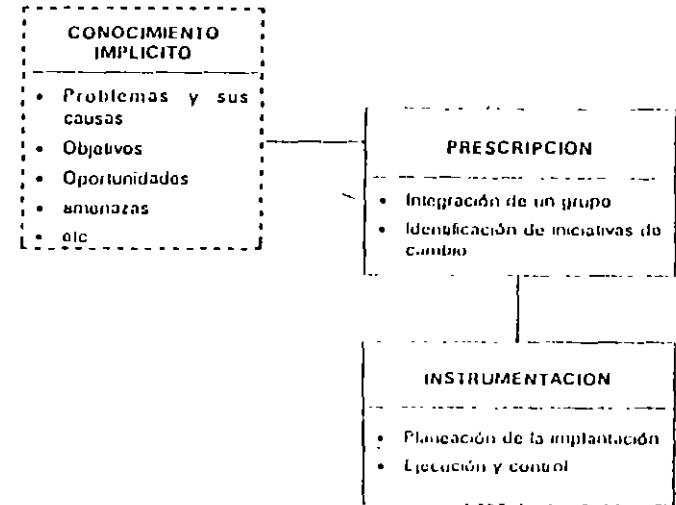 CONOCIMIENTO
IMPLICITO
• Problemas y sus
causas
• Objetivos
• Oportunidades
• amenazas
• etc
PRESCRIPCION
• Integración de un grupo
• Identificación de iniciativas de
cambio
INSTRUMENTACION
• Planeación de la implantación
• Ejecución y control